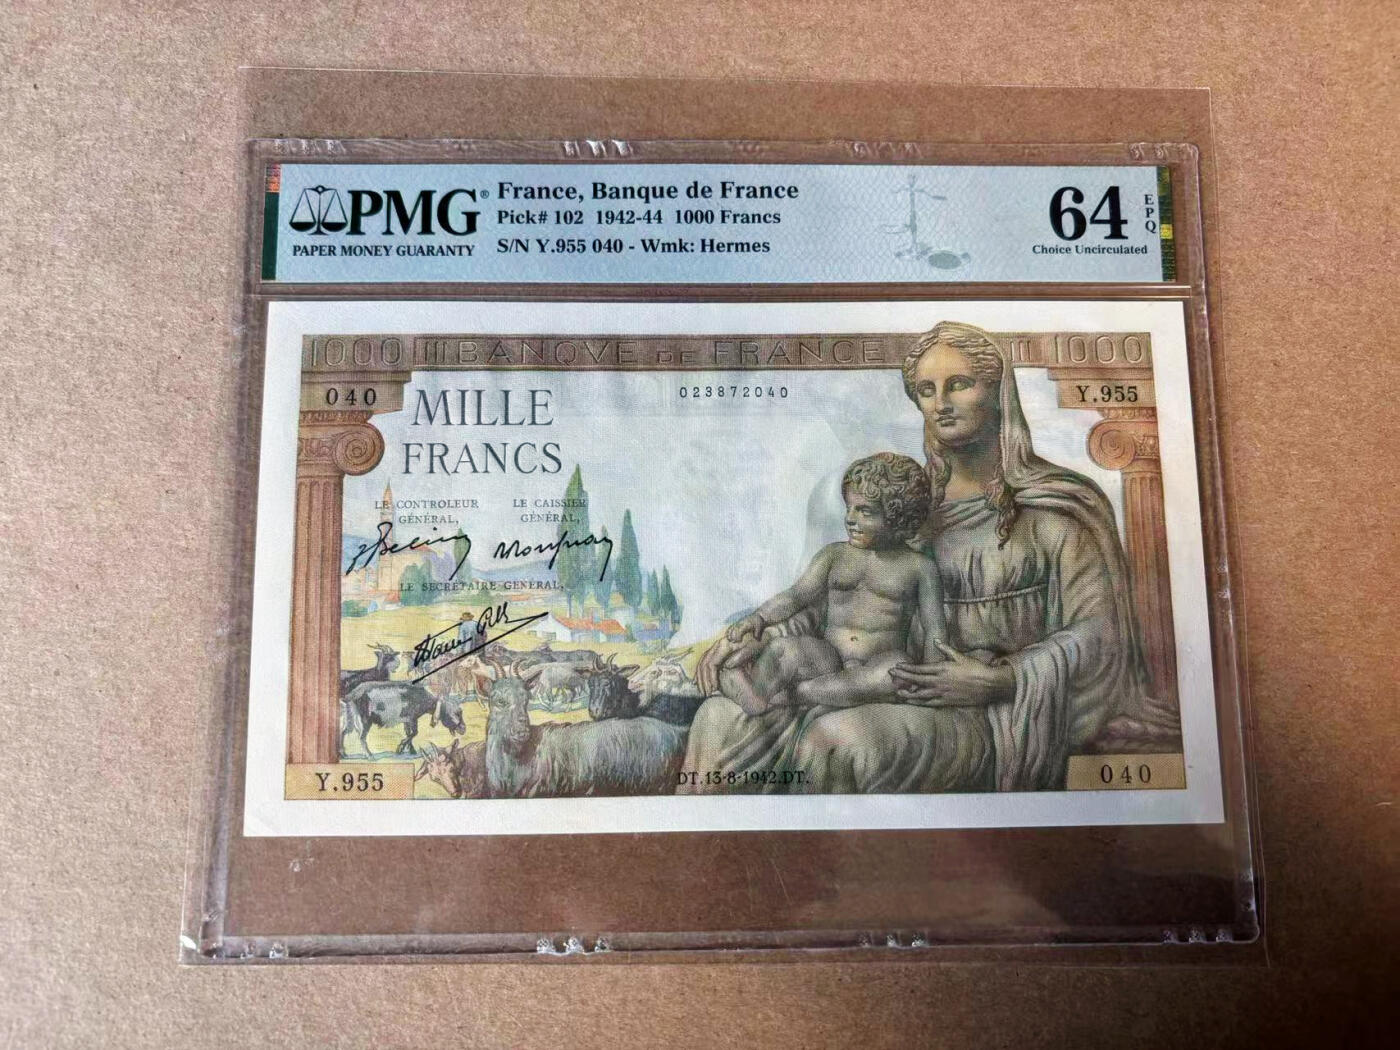 PMG®
PAPER MONEY GUARANTY
France, Banque de France
Pick# 102 1942-44 1000 Francs
S/N Y.955 040 - Wmk: Hermes
64
EPQ
Choice Uncirculated
1000 BANQVE DE FRANCE 1000
040
023872040
Y.955
MILLE
FRANCS
LE CONTROLEUR
GÉNÉRAL,
LE CAISSIER
GÉNÉRAL,
LE SECRÉTAIRE GÉNÉRAL,
Y.955
DT.13-8-1942.DT.
040